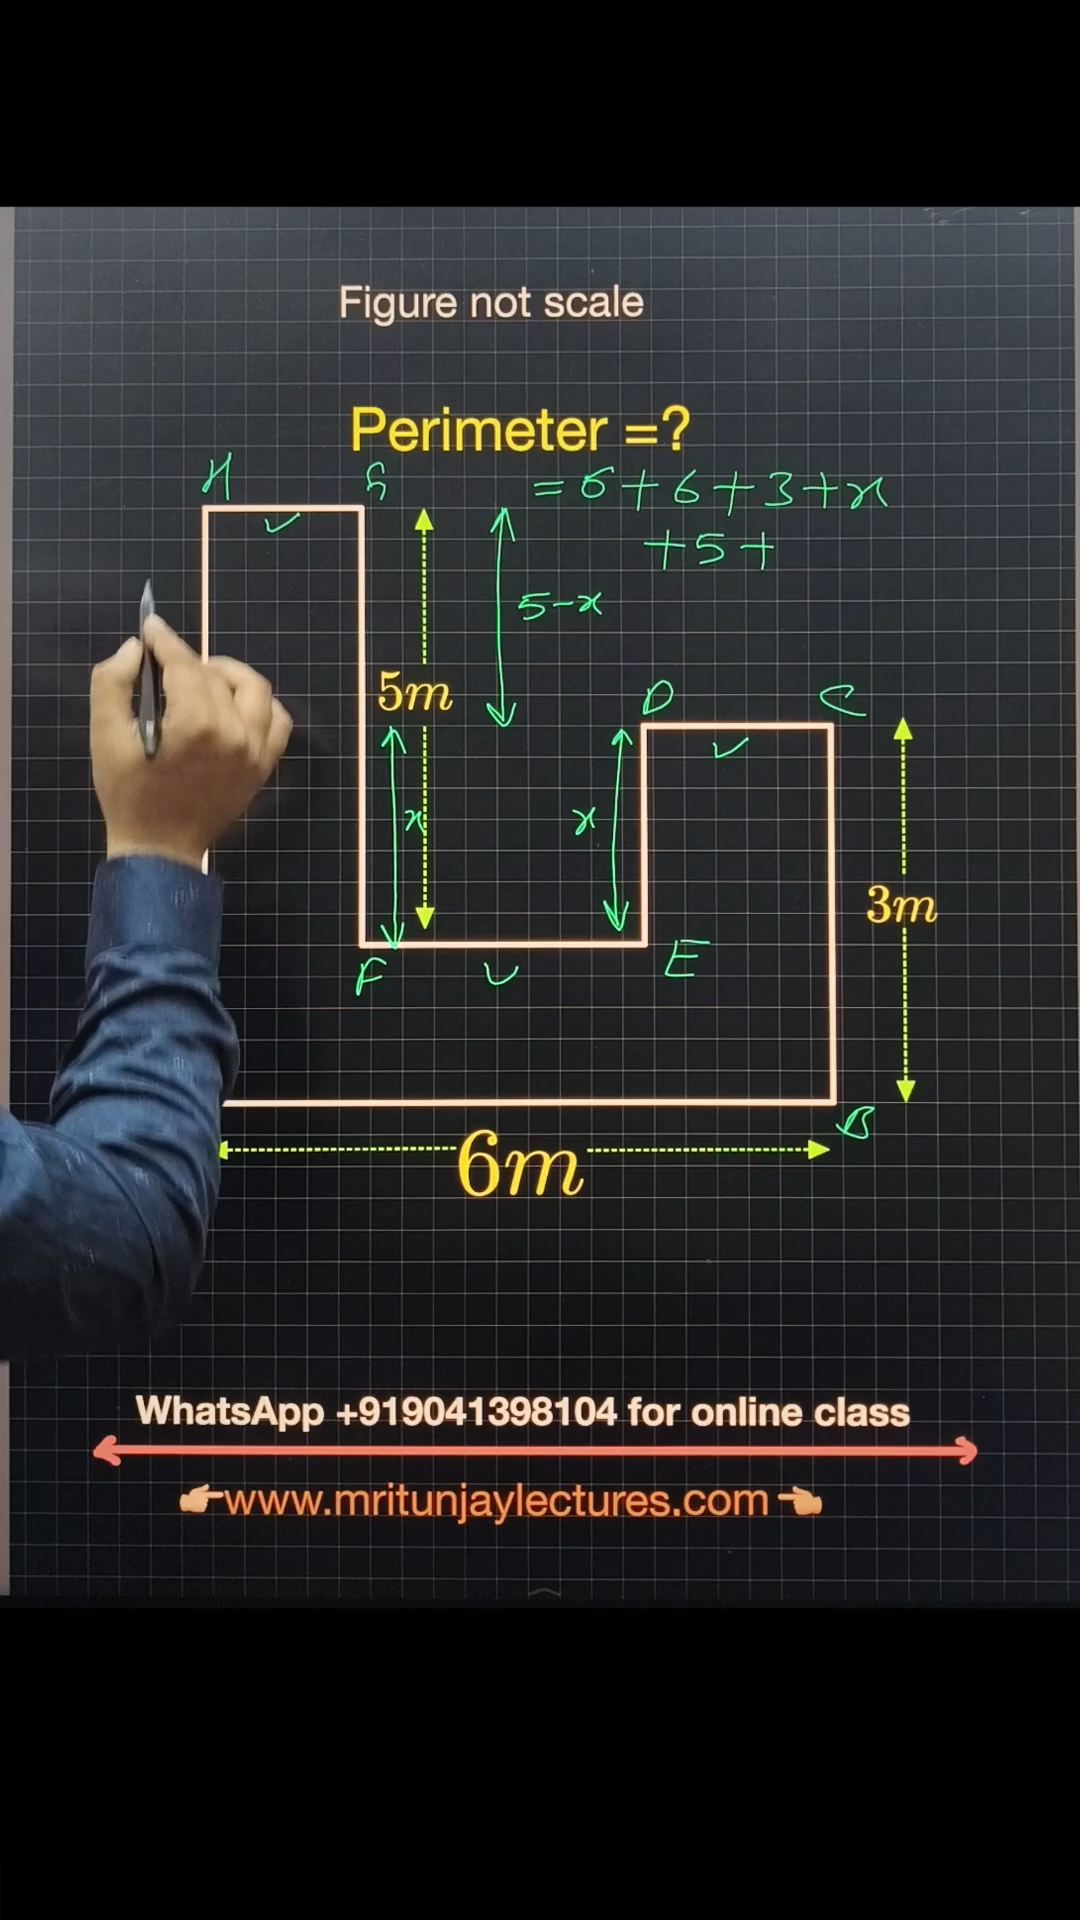 Figure not scale
Perimeter =?
H G = 6+6+3+x
+5+
5-x
5m
D C
x x
3m
F E
B
6m
WhatsApp +919041398104 for online class
www.mritunjaylectures.com